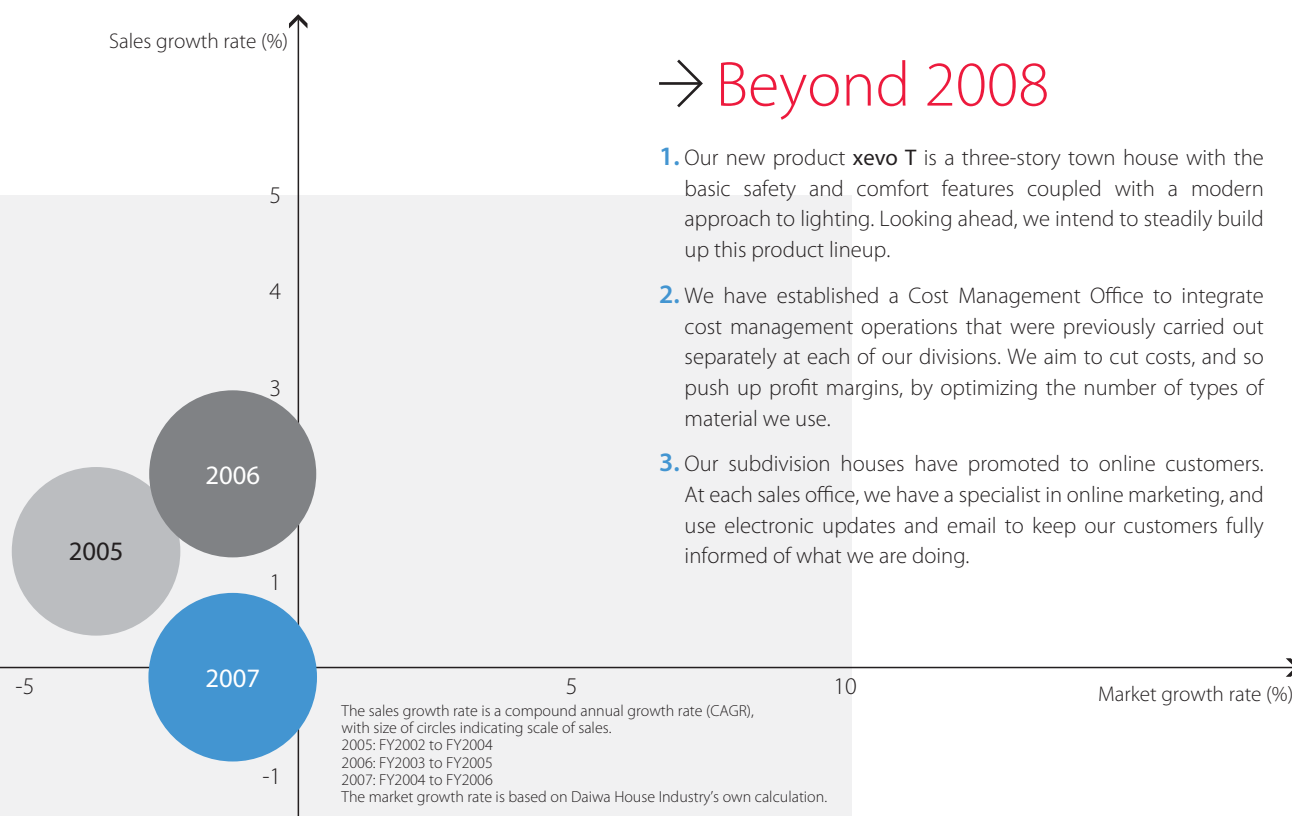 Sales growth rate (%)
→ Beyond 2008
1. Our new product xevo T is a three-story town house with the
basic safety and comfort features coupled with a modern
approach to lighting. Looking ahead, we intend to steadily build
up this product lineup.
2. We have established a Cost Management Office to integrate
cost management operations that were previously carried out
separately at each of our divisions. We aim to cut costs, and so
push up profit margins, by optimizing the number of types of
material we use.
3. Our subdivision houses have promoted to online customers.
At each sales office, we have a specialist in online marketing, and
use electronic updates and email to keep our customers fully
informed of what we are doing.
5
4
3
2006
2005
1
2007
-5
5
10
Market growth rate (%)
-1
The sales growth rate is a compound annual growth rate (CAGR),
with size of circles indicating scale of sales.
2005: FY2002 to FY2004
2006: FY2003 to FY2005
2007: FY2004 to FY2006
The market growth rate is based on Daiwa House Industry's own calculation.